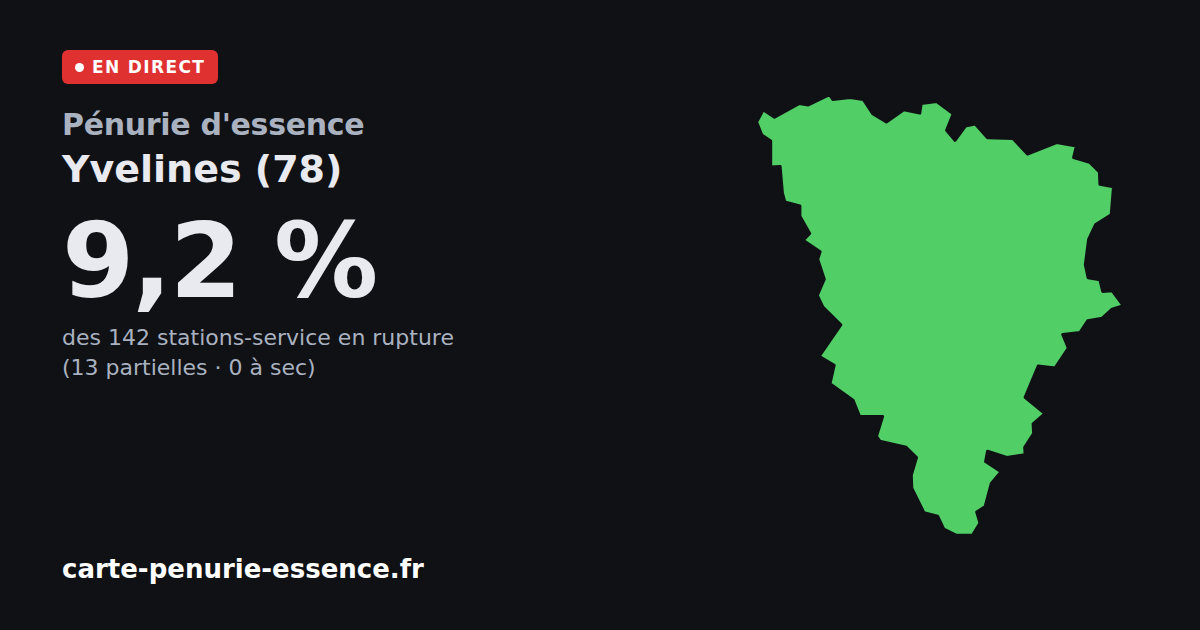 EN DIRECT
Pénurie d'essence
Yvelines (78)
9,2 %
des 142 stations-service en rupture
(13 partielles · 0 à sec)
carte-penurie-essence.fr